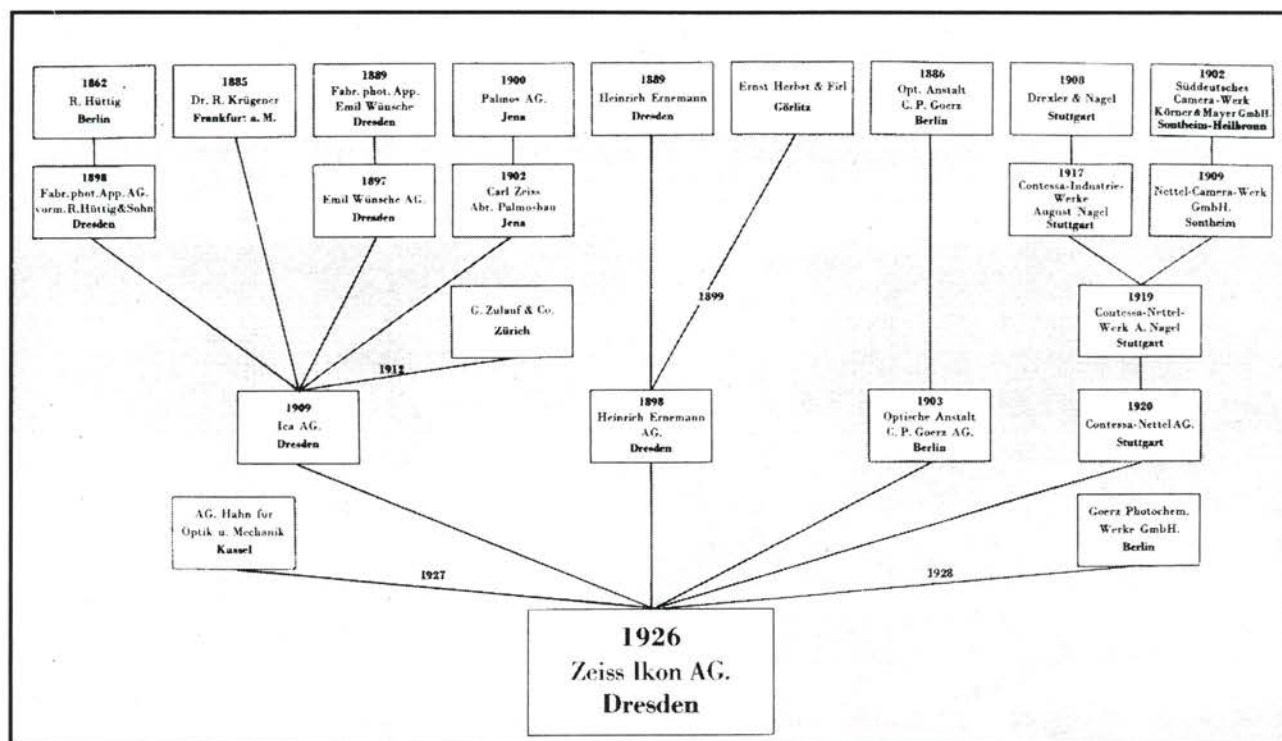 1862
R. Hüttig
Berlin
1885
Dr. R. Krügener
Frankfurt a. M.
1889
Fabr. phot. App.
Emil Wünsche
Dresden
1900
Palmos AG.
Jena
1889
Heinrich Ernemann
Dresden
Ernst Herbst & Firl
Görlitz
1886
Opt. Anstalt
C. P. Goerz
Berlin
1908
Drexler & Nagel
Stuttgart
1902
Süddeutsches
Camera-Werk
Körner & Mayer GmbH.
Sontheim-Heilbronn
1898
Fabr. phot. App. AG.
vorm. R. Hüttig & Sohn
Dresden
1897
Emil Wünsche AG.
Dresden
1902
Carl Zeiss
Abt. Palmosbau
Jena
1917
Contessa-Industrie-
Werke
August Nagel
Stuttgart
1909
Nettel-Camera-Werk
GmbH.
Sontheim
G. Zulauf & Co.
Zürich
1899
1919
Contessa-Nettel-
Werk A. Nagel
Stuttgart
1912
1909
Ica AG.
Dresden
1898
Heinrich Ernemann
AG.
Dresden
1903
Optische Anstalt
C. P. Goerz AG.
Berlin
1920
Contessa-Nettel AG.
Stuttgart
AG. Hahn für
Optik u. Mechanik
Kassel
Goerz Photochem.
Werke GmbH.
Berlin
1927
1928
1926
Zeiss Ikon AG.
Dresden